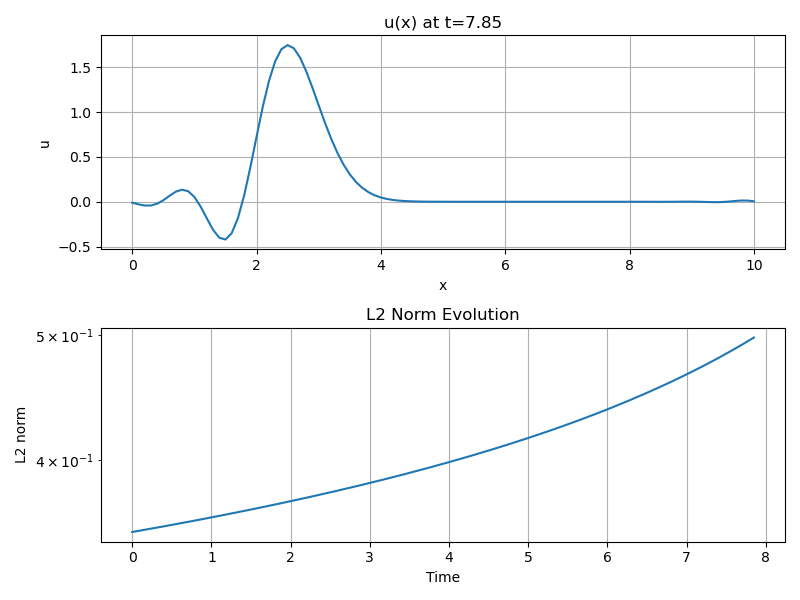 u(x) at t=7.85
1.5
1.0
0.5
0.0
−0.5
u
0 2 4 6 8 10
x
L2 Norm Evolution
5 × 10⁻¹
4 × 10⁻¹
L2 norm
0 1 2 3 4 5 6 7 8
Time